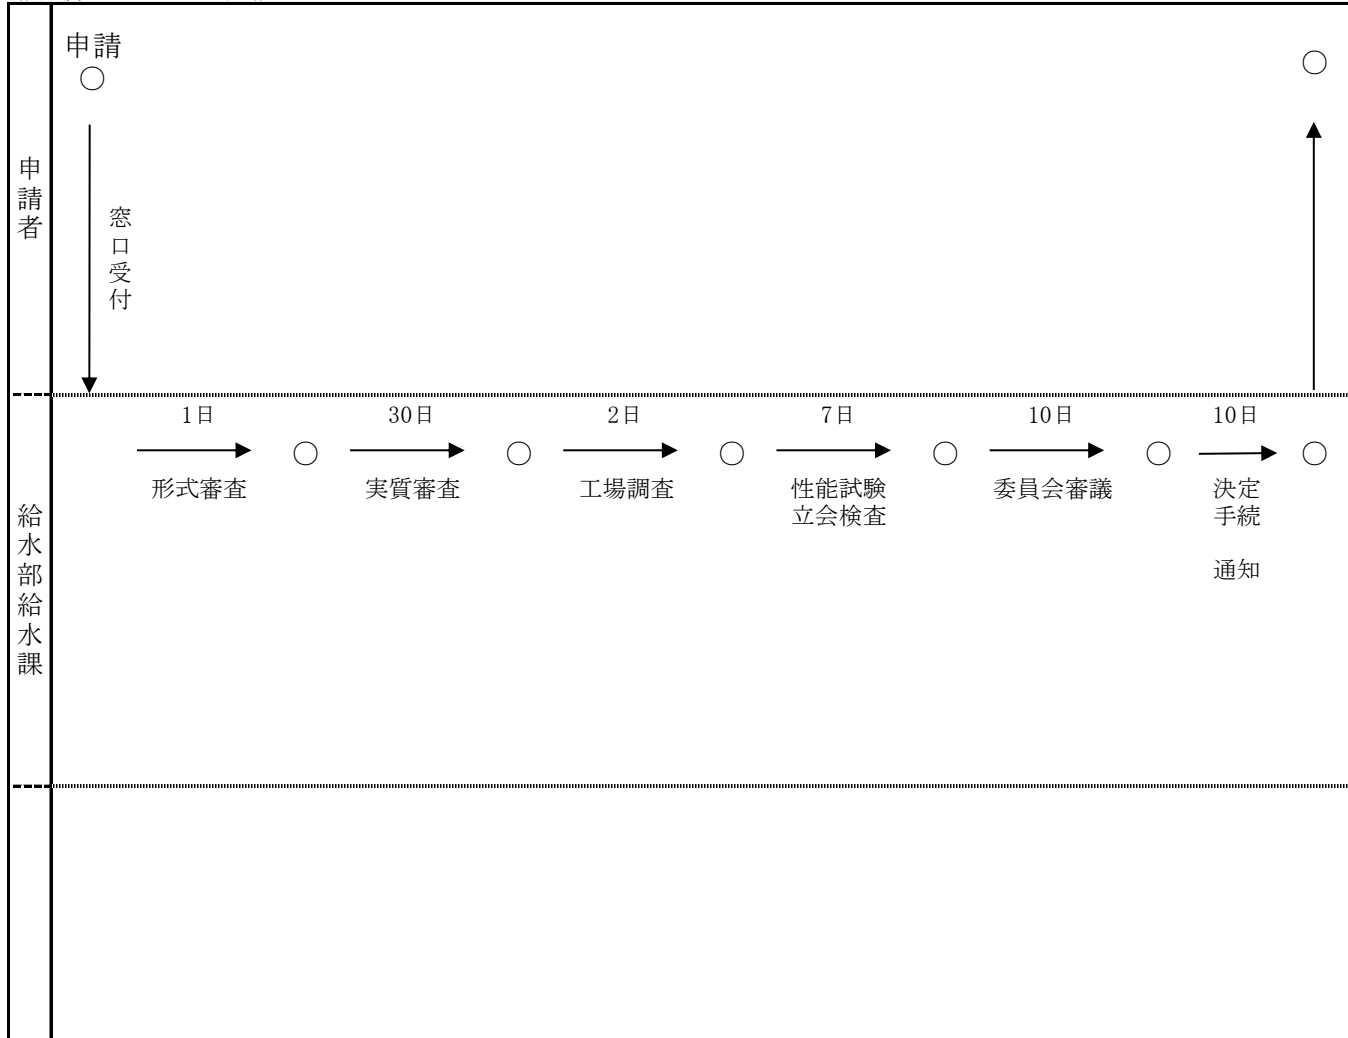 申請
申請者
窓口受付
1日
30日
2日
7日
10日
10日
形式審査
実質審査
工場調査
性能試験
立会検査
委員会審議
決定
手続
通知
給水部給水課